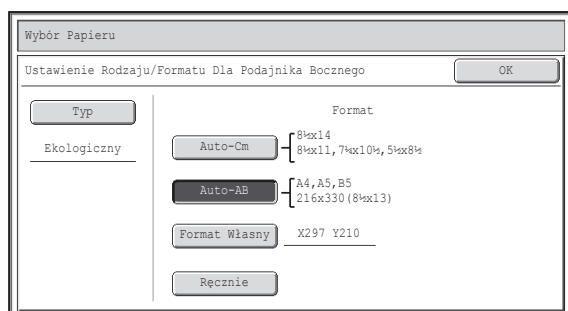 Wybór Papieru
Ustawienie Rodzaju/Formatu Dla Podajnika Bocznego
OK
Typ
Ekologiczny
Format
Auto-Cm
8½x14
8½x11,7¼x10½,5½x8½
Auto-AB
A4,A5,B5
216x330(8½x13)
Format Własny
X297 Y210
Ręcznie